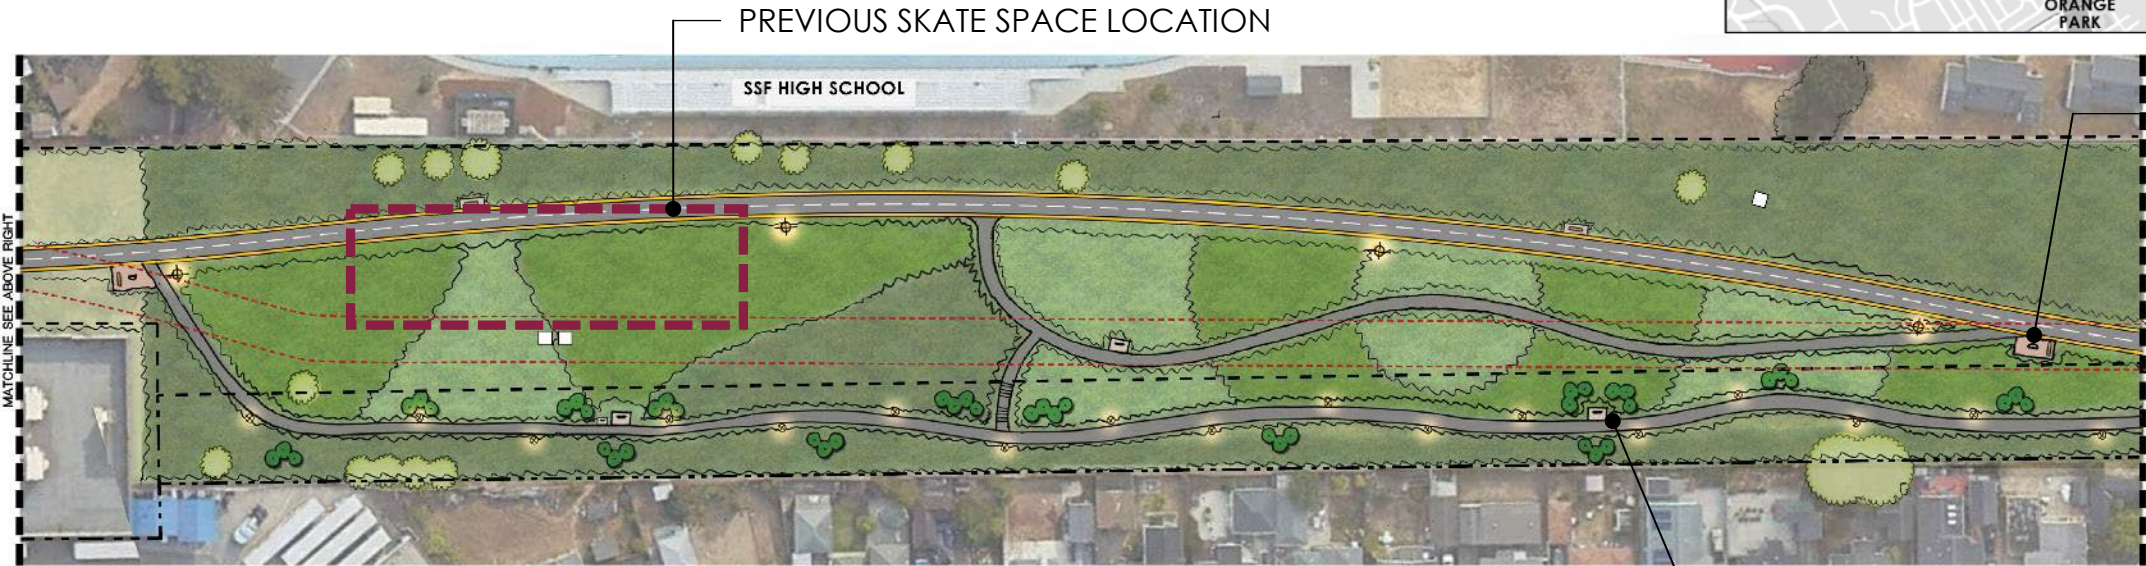 PREVIOUS SKATE SPACE LOCATION
ORANGE
PARK
SSF HIGH SCHOOL
MATCHLINE SEE ABOVE RIGHT